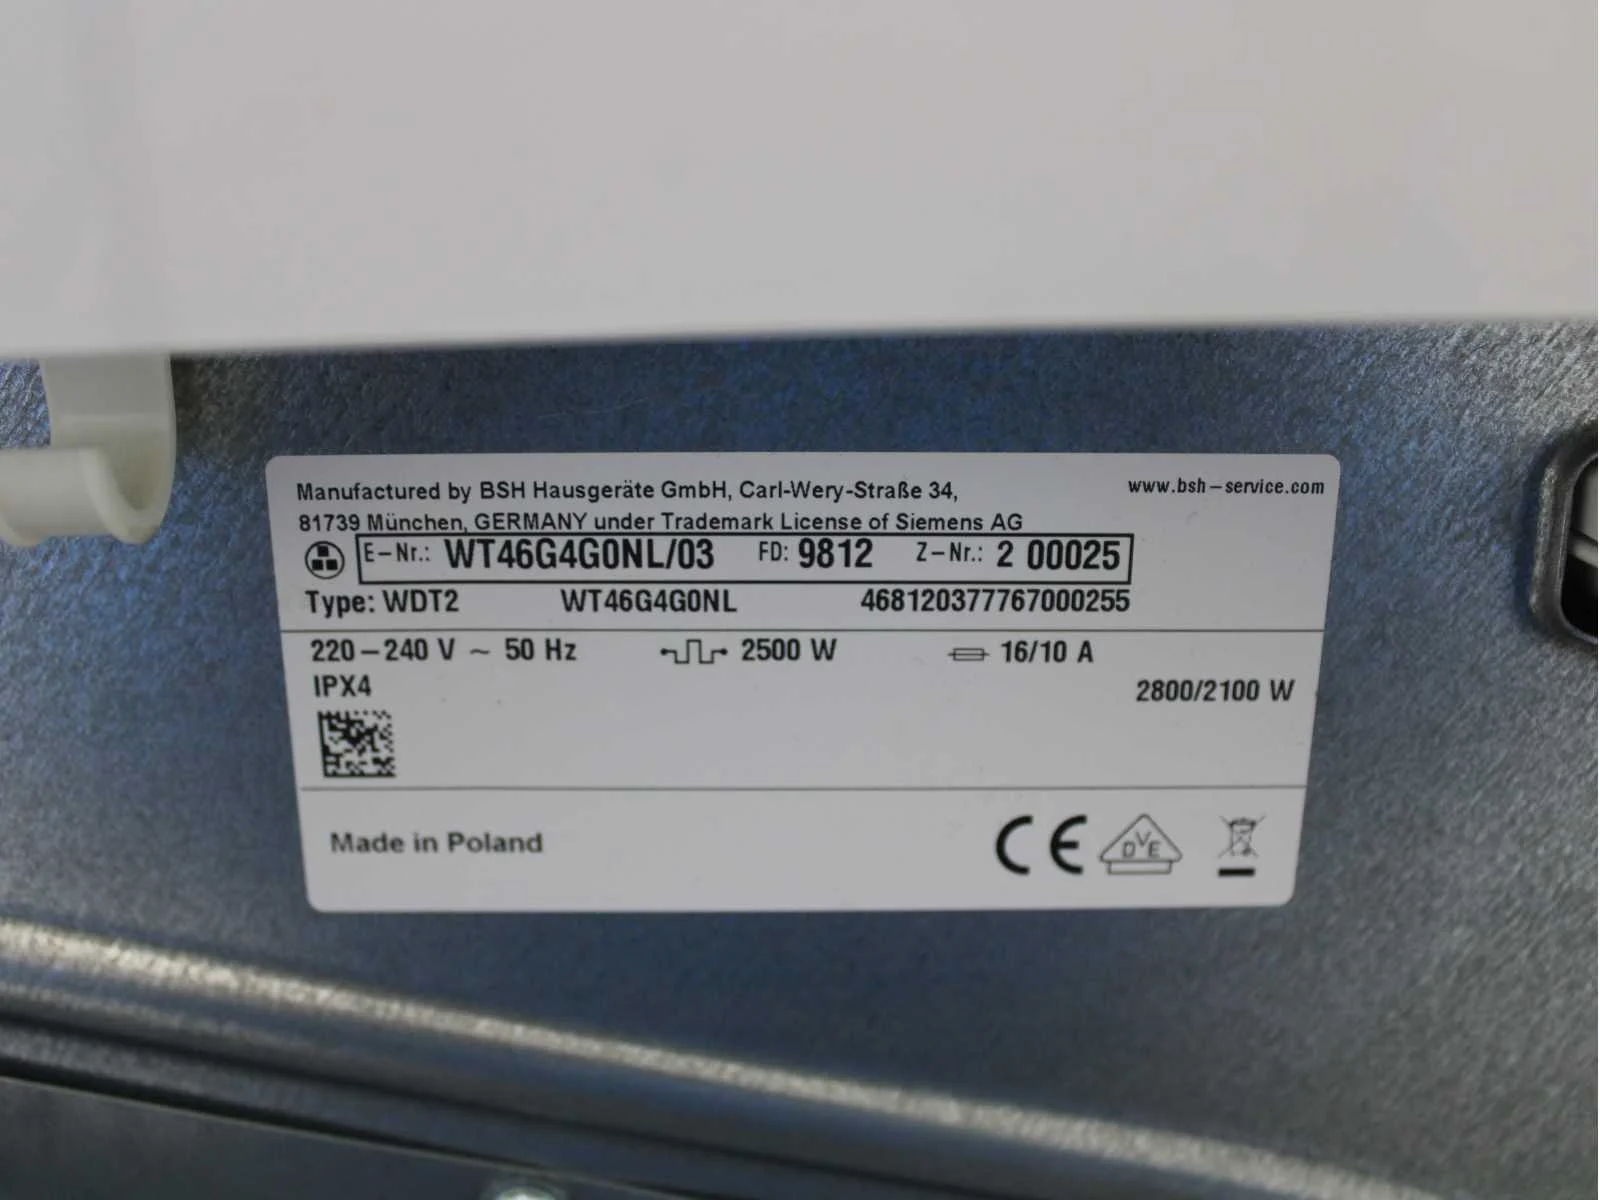 Manufactured by BSH Hausgeräte GmbH, Carl-Wery-Straße 34,
www.bsh-service.com
81739 München, GERMANY under Trademark License of Siemens AG
E-Nr.: WT46G4G0NL/03 FD: 9812 Z-Nr.: 2 00025
Type: WDT2 WT46G4G0NL 468120377767000255
220-240 V ~ 50 Hz 2500 W 16/10 A
IPX4 2800/2100 W
Made in Poland CE DVE